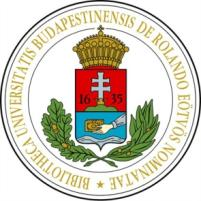 BIBLIOTHECA UNIVERSITATIS BUDAPESTINENSIS DE ROLANDO EÖTVÖS NOMINATAE
16 35